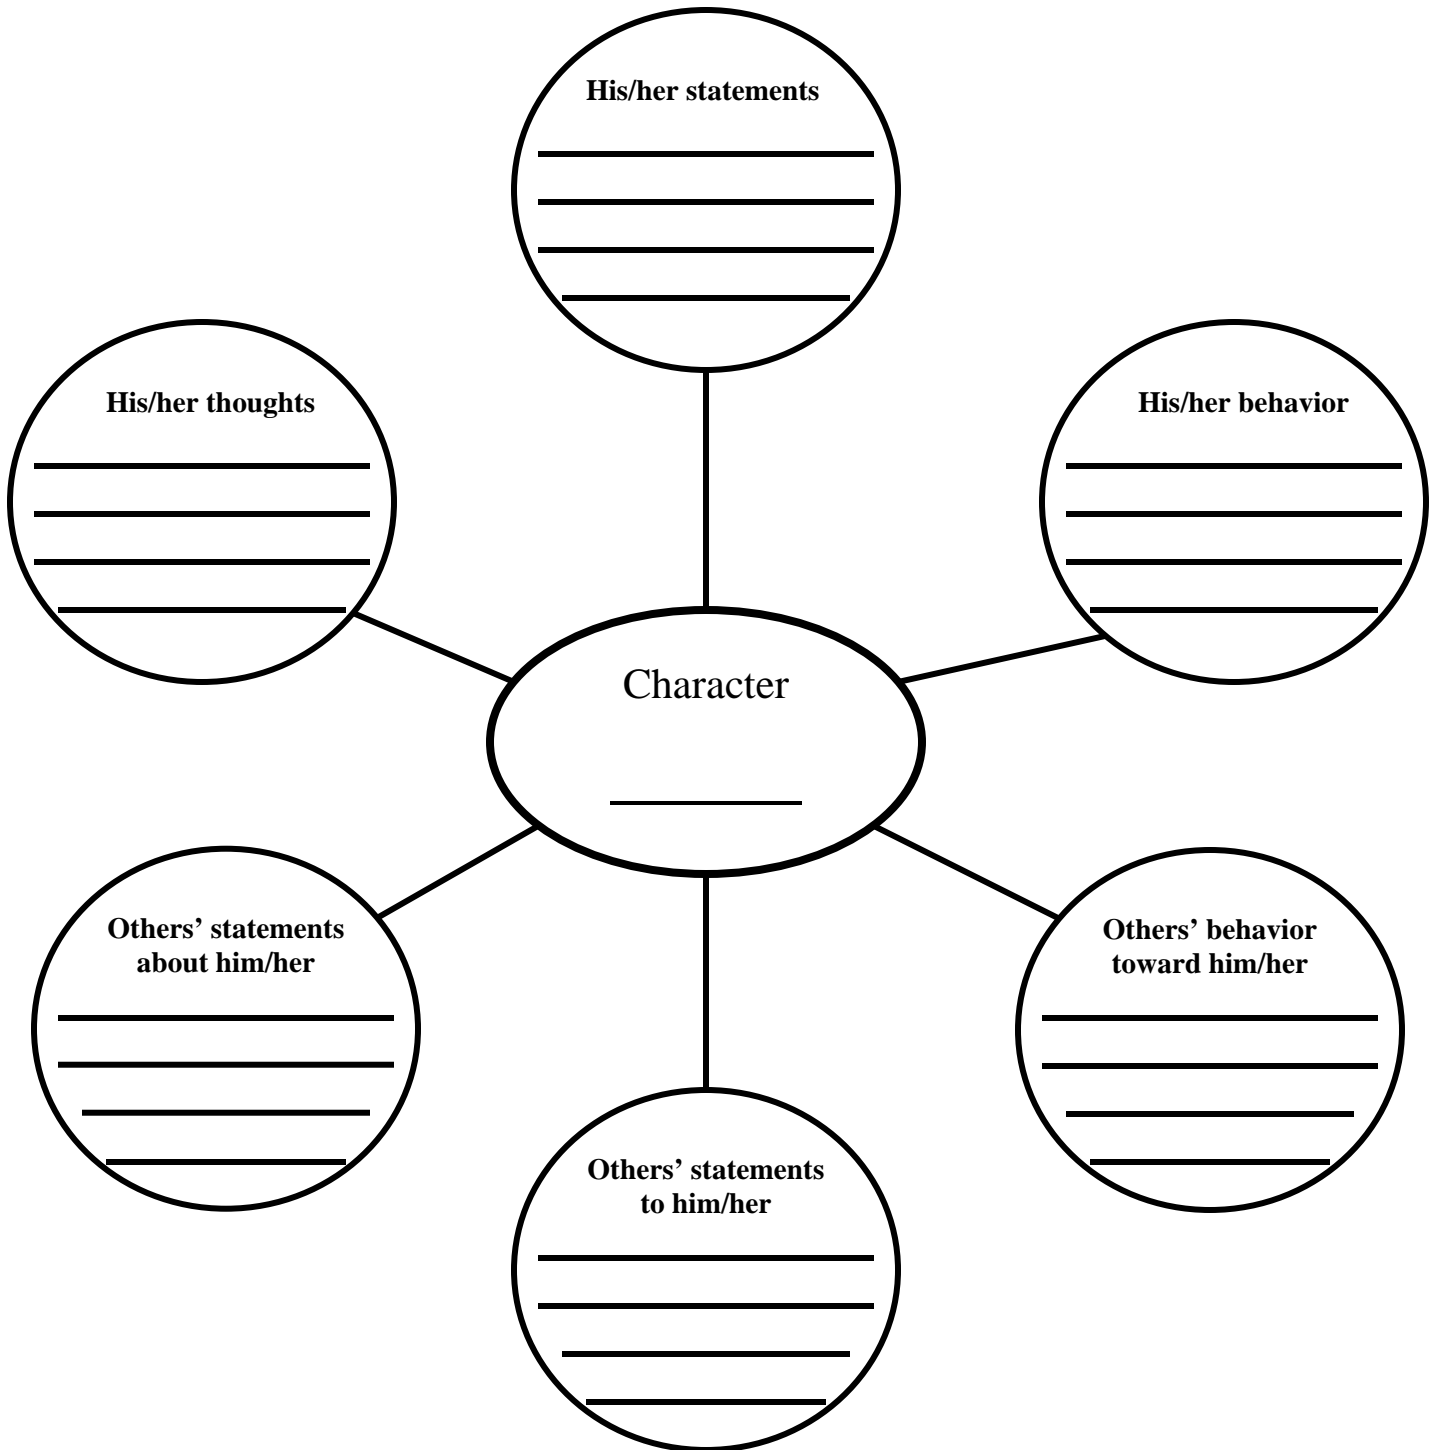 His/her statements
His/her thoughts
His/her behavior
Character
Others’ statements
about him/her
Others’ behavior
toward him/her
Others’ statements
to him/her